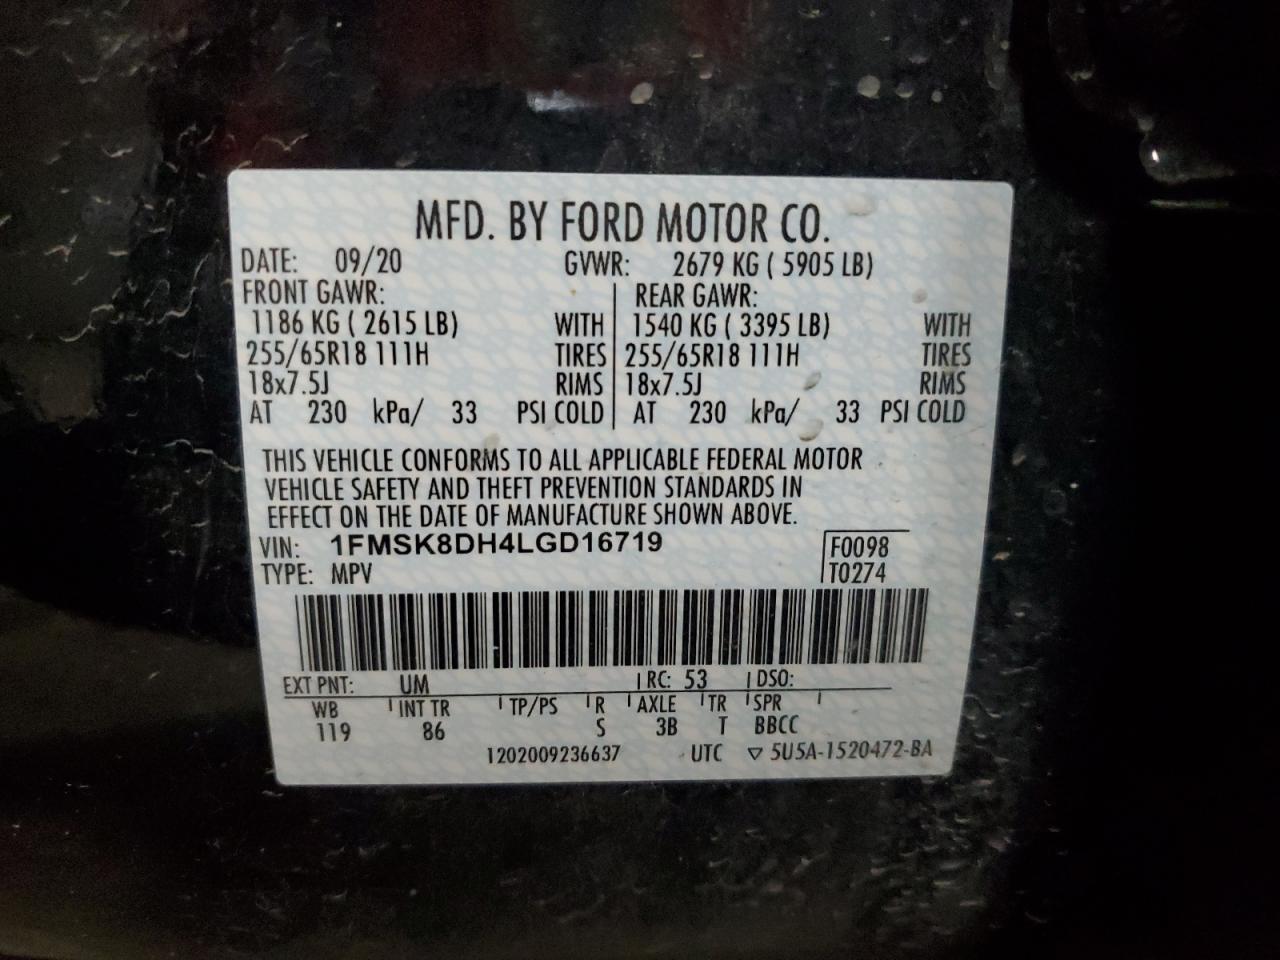 MFD. BY FORD MOTOR CO.
DATE: 09/20 GVWR: 2679 KG ( 5905 LB)
FRONT GAWR: REAR GAWR:
1186 KG ( 2615 LB) WITH 1540 KG ( 3395 LB) WITH
255/65R18 111H TIRES 255/65R18 111H TIRES
18x7.5J RIMS 18x7.5J RIMS
AT 230 kPa/ 33 PSI COLD AT 230 kPa/ 33 PSI COLD
THIS VEHICLE CONFORMS TO ALL APPLICABLE FEDERAL MOTOR
VEHICLE SAFETY AND THEFT PREVENTION STANDARDS IN
EFFECT ON THE DATE OF MANUFACTURE SHOWN ABOVE.
VIN: 1FMSK8DH4LGD16719 F0098
TYPE: MPV T0274
EXT PNT: UM RC: 53 DSO:
WB INT TR TP/PS R AXLE TR SPR
119 86 S 3B T BBCC
1202009236637 UTC ▽ 5U5A-1520472-BA